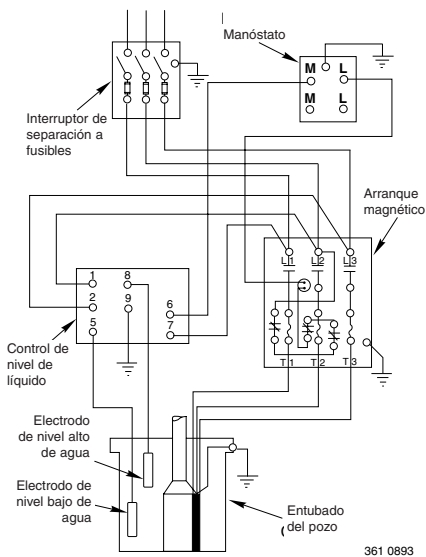 Manóstato
M L
M L
Interruptor de
separación a
fusibles
Arranque
magnético
L1 L2 L3
1 8
2 9 6
5 7
Control de
nivel de
líquido
T1 T2 T3
Electrodo
de nivel alto
de agua
Electrodo de
nivel bajo de
agua
Entubado
del pozo
(
361 0893